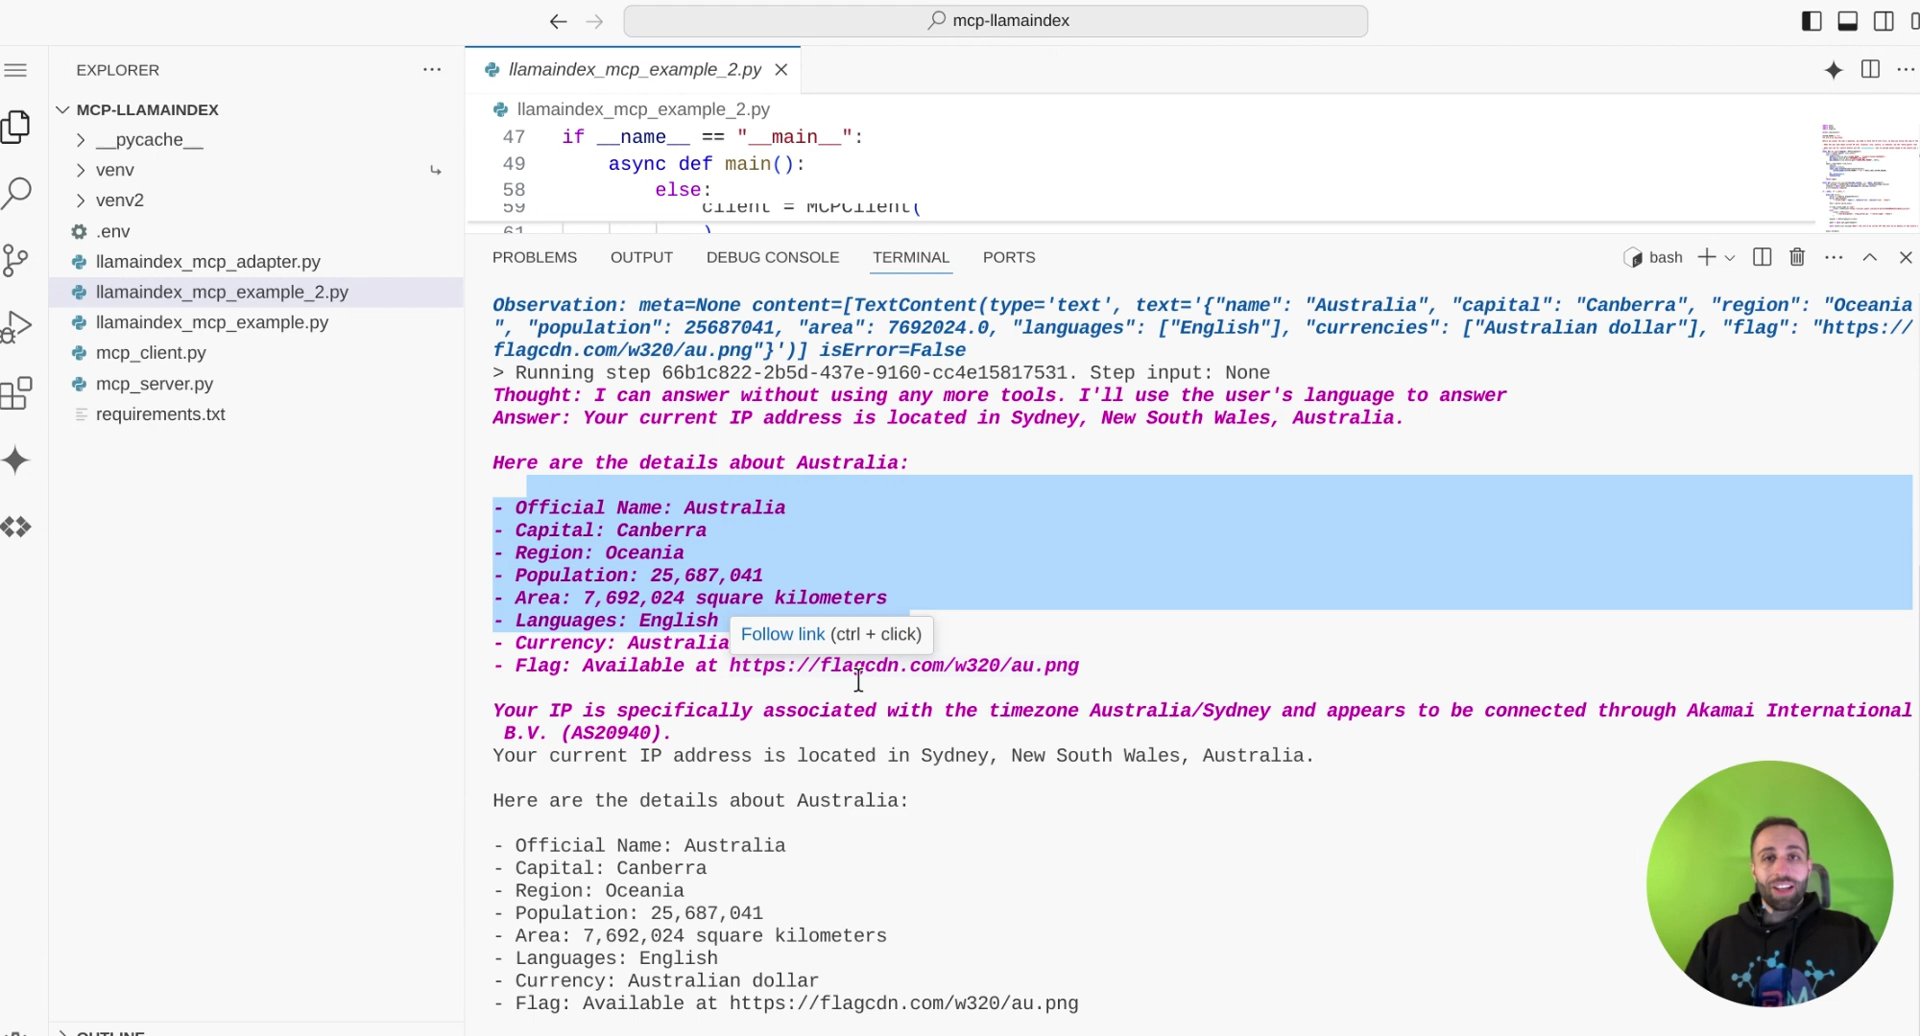 mcp-llamaindex
EXPLORER
MCP-LLAMAINDEX
__pycache__
venv
venv2
.env
llamaindex_mcp_adapter.py
llamaindex_mcp_example_2.py
llamaindex_mcp_example.py
mcp_client.py
mcp_server.py
requirements.txt
OUTLINE
llamaindex_mcp_example_2.py
llamaindex_mcp_example_2.py
47 if __name__ == "__main__":
49 async def main():
58 else:
59 client = MCPClient(
61 )
PROBLEMS OUTPUT DEBUG CONSOLE TERMINAL PORTS
bash
Observation: meta=None content=[TextContent(type='text', text='{"name": "Australia", "capital": "Canberra", "region": "Oceania
", "population": 25687041, "area": 7692024.0, "languages": ["English"], "currencies": ["Australian dollar"], "flag": "https://
flagcdn.com/w320/au.png"}')] isError=False
> Running step 66b1c822-2b5d-437e-9160-cc4e15817531. Step input: None
Thought: I can answer without using any more tools. I'll use the user's language to answer
Answer: Your current IP address is located in Sydney, New South Wales, Australia.
Here are the details about Australia:
- Official Name: Australia
- Capital: Canberra
- Region: Oceania
- Population: 25,687,041
- Area: 7,692,024 square kilometers
- Languages: English
Follow link (ctrl + click)
- Currency: Australia
- Flag: Available at https://flagcdn.com/w320/au.png
Your IP is specifically associated with the timezone Australia/Sydney and appears to be connected through Akamai International
B.V. (AS20940).
Your current IP address is located in Sydney, New South Wales, Australia.
Here are the details about Australia:
- Official Name: Australia
- Capital: Canberra
- Region: Oceania
- Population: 25,687,041
- Area: 7,692,024 square kilometers
- Languages: English
- Currency: Australian dollar
- Flag: Available at https://flagcdn.com/w320/au.png